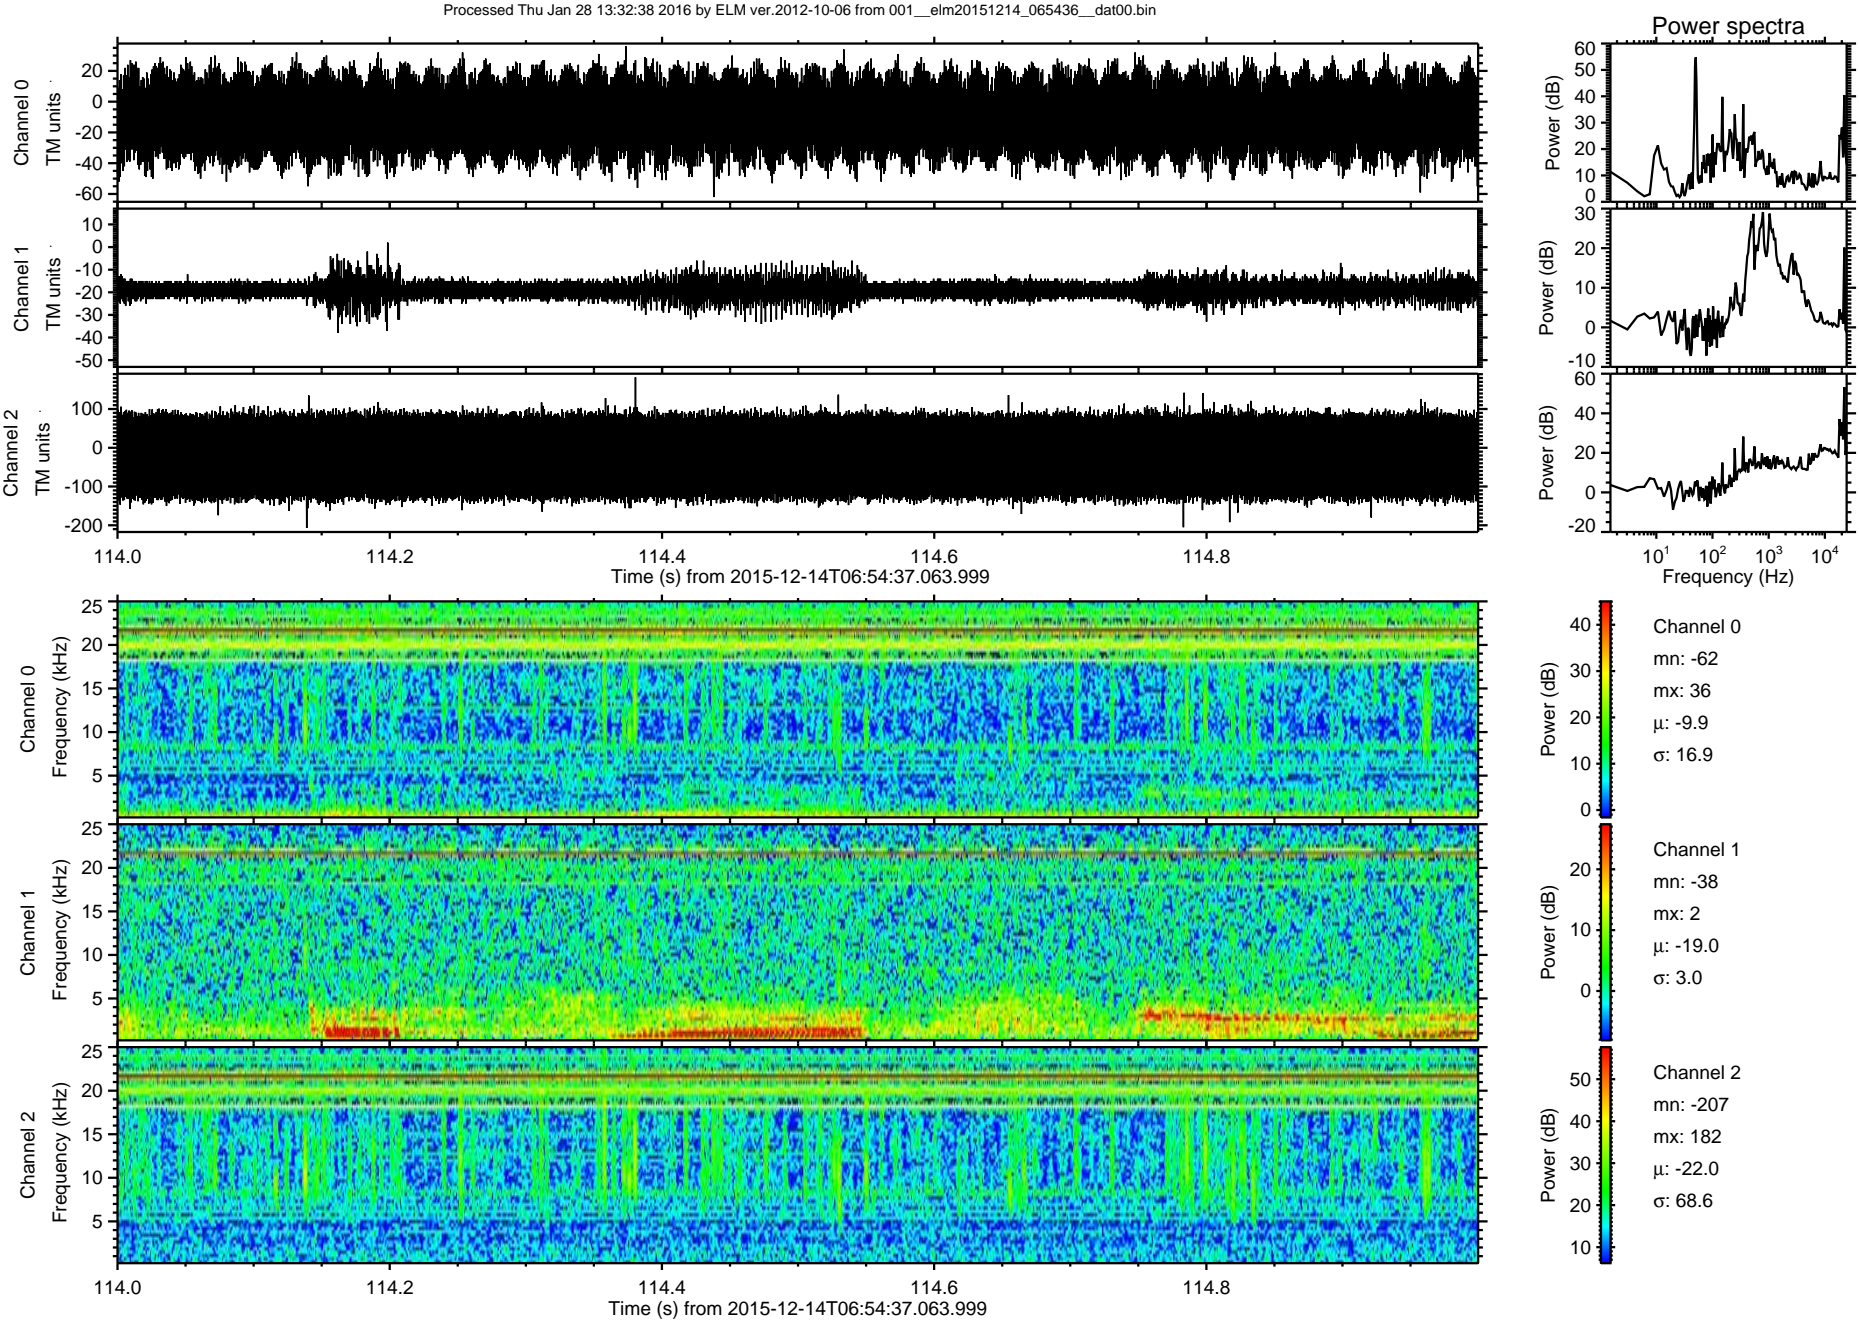 Processed Thu Jan 28 13:32:38 2016 by ELM ver.2012-10-06 from 001__elm20151214_065436__dat00.bin
Power spectra
Channel 0
TM units
20
0
-20
-40
-60
Power (dB)
60
50
40
30
20
10
0
Channel 1
TM units
10
0
-10
-20
-30
-40
-50
Power (dB)
30
20
10
0
-10
Channel 2
TM units
100
0
-100
-200
Power (dB)
60
40
20
0
-20
114.0 114.2 114.4 114.6 114.8
Time (s) from 2015-12-14T06:54:37.063.999
10¹ 10² 10³ 10⁴
Frequency (Hz)
Channel 0
Frequency (kHz)
25
20
15
10
5
Power (dB)
40
30
20
10
0
Channel 0
mn: -62
mx: 36
µ: -9.9
σ: 16.9
Channel 1
Frequency (kHz)
25
20
15
10
5
Power (dB)
20
10
0
Channel 1
mn: -38
mx: 2
µ: -19.0
σ: 3.0
Channel 2
Frequency (kHz)
25
20
15
10
5
Power (dB)
50
40
30
20
10
Channel 2
mn: -207
mx: 182
µ: -22.0
σ: 68.6
114.0 114.2 114.4 114.6 114.8
Time (s) from 2015-12-14T06:54:37.063.999